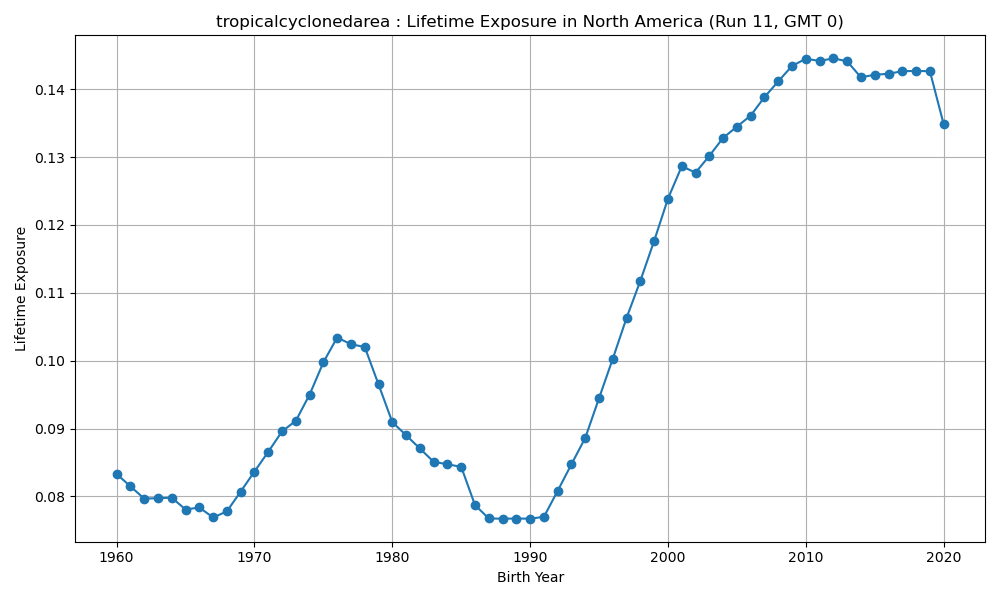 tropicalcyclonedarea : Lifetime Exposure in North America (Run 11, GMT 0)
0.14
0.13
0.12
0.11
0.10
0.09
0.08
Lifetime Exposure
1960 1970 1980 1990 2000 2010 2020
Birth Year